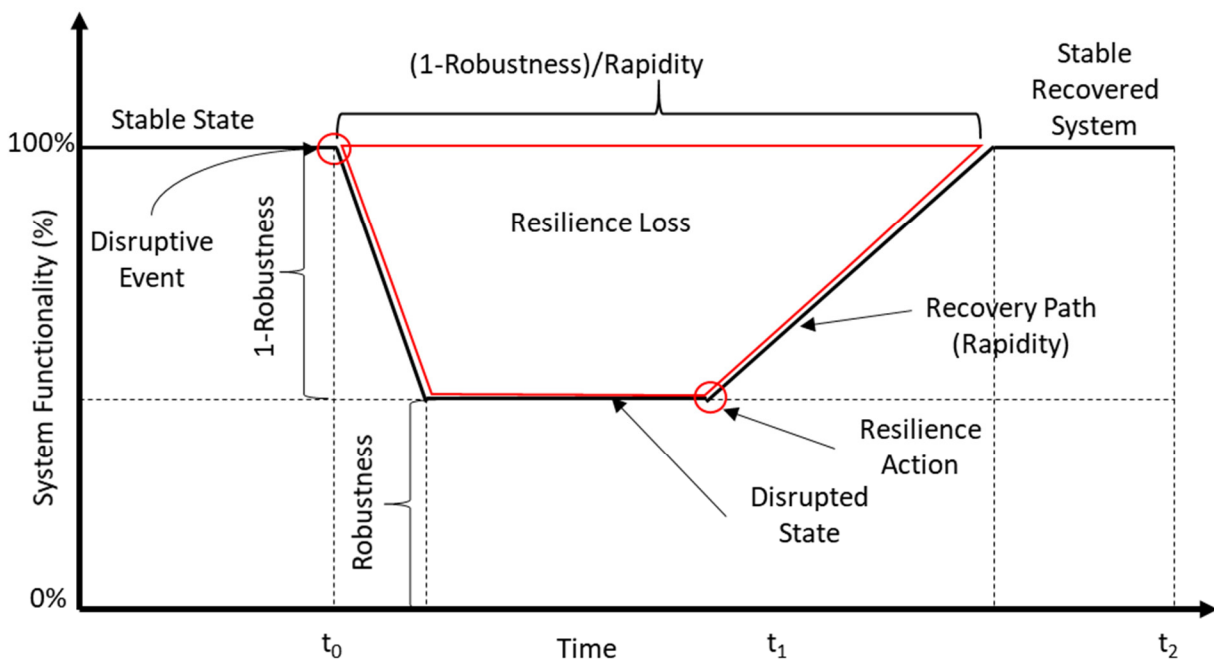 (1-Robustness)/Rapidity
Stable
Recovered
System
Stable State
100%
Disruptive
Event
1-Robustness
Resilience Loss
System Functionality (%)
Recovery Path
(Rapidity)
Robustness
Resilience
Action
Disrupted
State
0%
t₀
Time
t₁
t₂